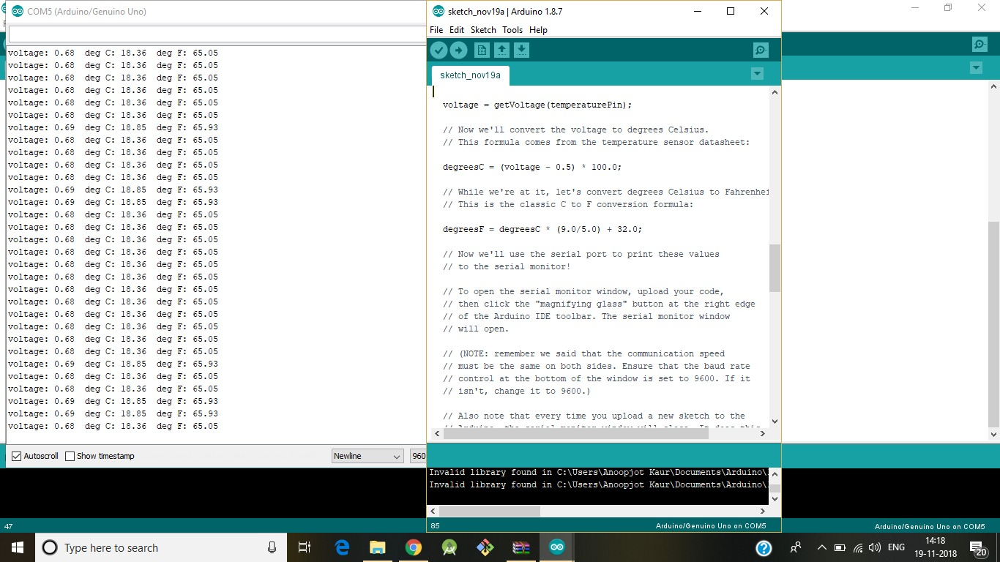 COM5 (Arduino/Genuino Uno)
voltage: 0.68  deg C: 18.36  deg F: 65.05
voltage: 0.68  deg C: 18.36  deg F: 65.05
voltage: 0.68  deg C: 18.36  deg F: 65.05
voltage: 0.68  deg C: 18.36  deg F: 65.05
voltage: 0.68  deg C: 18.36  deg F: 65.05
voltage: 0.68  deg C: 18.36  deg F: 65.05
voltage: 0.69  deg C: 18.85  deg F: 65.93
voltage: 0.68  deg C: 18.36  deg F: 65.05
voltage: 0.68  deg C: 18.36  deg F: 65.05
voltage: 0.68  deg C: 18.36  deg F: 65.05
voltage: 0.68  deg C: 18.36  deg F: 65.05
voltage: 0.69  deg C: 18.85  deg F: 65.93
voltage: 0.69  deg C: 18.85  deg F: 65.93
voltage: 0.68  deg C: 18.36  deg F: 65.05
voltage: 0.68  deg C: 18.36  deg F: 65.05
voltage: 0.68  deg C: 18.36  deg F: 65.05
voltage: 0.68  deg C: 18.36  deg F: 65.05
voltage: 0.68  deg C: 18.36  deg F: 65.05
voltage: 0.68  deg C: 18.36  deg F: 65.05
voltage: 0.68  deg C: 18.36  deg F: 65.05
voltage: 0.68  deg C: 18.36  deg F: 65.05
voltage: 0.68  deg C: 18.36  deg F: 65.05
voltage: 0.68  deg C: 18.36  deg F: 65.05
voltage: 0.68  deg C: 18.36  deg F: 65.05
voltage: 0.68  deg C: 18.36  deg F: 65.05
voltage: 0.69  deg C: 18.85  deg F: 65.93
voltage: 0.68  deg C: 18.36  deg F: 65.05
voltage: 0.68  deg C: 18.36  deg F: 65.05
voltage: 0.69  deg C: 18.85  deg F: 65.93
voltage: 0.69  deg C: 18.85  deg F: 65.93
voltage: 0.68  deg C: 18.36  deg F: 65.05
Autoscroll Show timestamp Newline 960
47
sketch_nov19a | Arduino 1.8.7
File Edit Sketch Tools Help
sketch_nov19a
voltage = getVoltage(temperaturePin);
// Now we'll convert the voltage to degrees Celsius.
// This formula comes from the temperature sensor datasheet:
degreesC = (voltage - 0.5) * 100.0;
// While we're at it, let's convert degrees Celsius to Fahrenhei
// This is the classic C to F conversion formula:
degreesF = degreesC * (9.0/5.0) + 32.0;
// Now we'll use the serial port to print these values
// to the serial monitor!
// To open the serial monitor window, upload your code,
// then click the "magnifying glass" button at the right edge
// of the Arduino IDE toolbar. The serial monitor window
// will open.
// (NOTE: remember we said that the communication speed
// must be the same on both sides. Ensure that the baud rate
// control at the bottom of the window is set to 9600. If it
// isn't, change it to 9600.)
// Also note that every time you upload a new sketch to the
// Arduino, the serial monitor window will close. It does this
Invalid library found in C:\Users\Anoopjot Kaur\Documents\Arduino\
Invalid library found in C:\Users\Anoopjot Kaur\Documents\Arduino\
85 Arduino/Genuino Uno on COM5
Arduino/Genuino Uno on COM5
Type here to search
ENG
14:18
19-11-2018
20